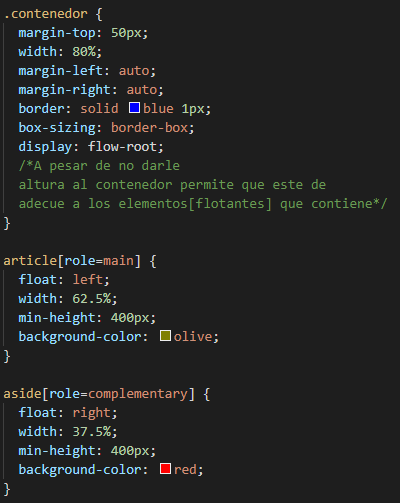 .contenedor {
margin-top: 50px;
width: 80%;
margin-left: auto;
margin-right: auto;
border: solid blue 1px;
box-sizing: border-box;
display: flow-root;
/*A pesar de no darle
altura al contenedor permite que este de
adecue a los elementos[flotantes] que contiene*/
}
article[role=main] {
float: left;
width: 62.5%;
min-height: 400px;
background-color: olive;
}
aside[role=complementary] {
float: right;
width: 37.5%;
min-height: 400px;
background-color: red;
}